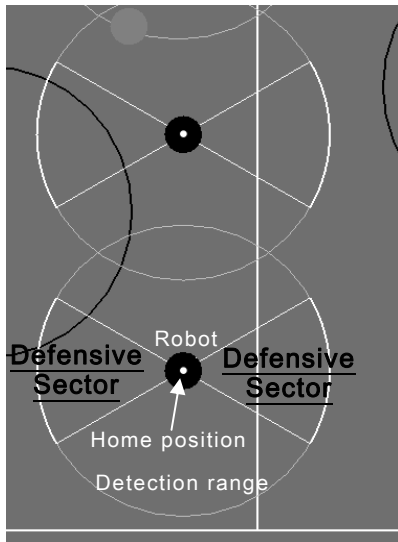 Robot
Defensive
Sector
Defensive
Sector
Home position
Detection range